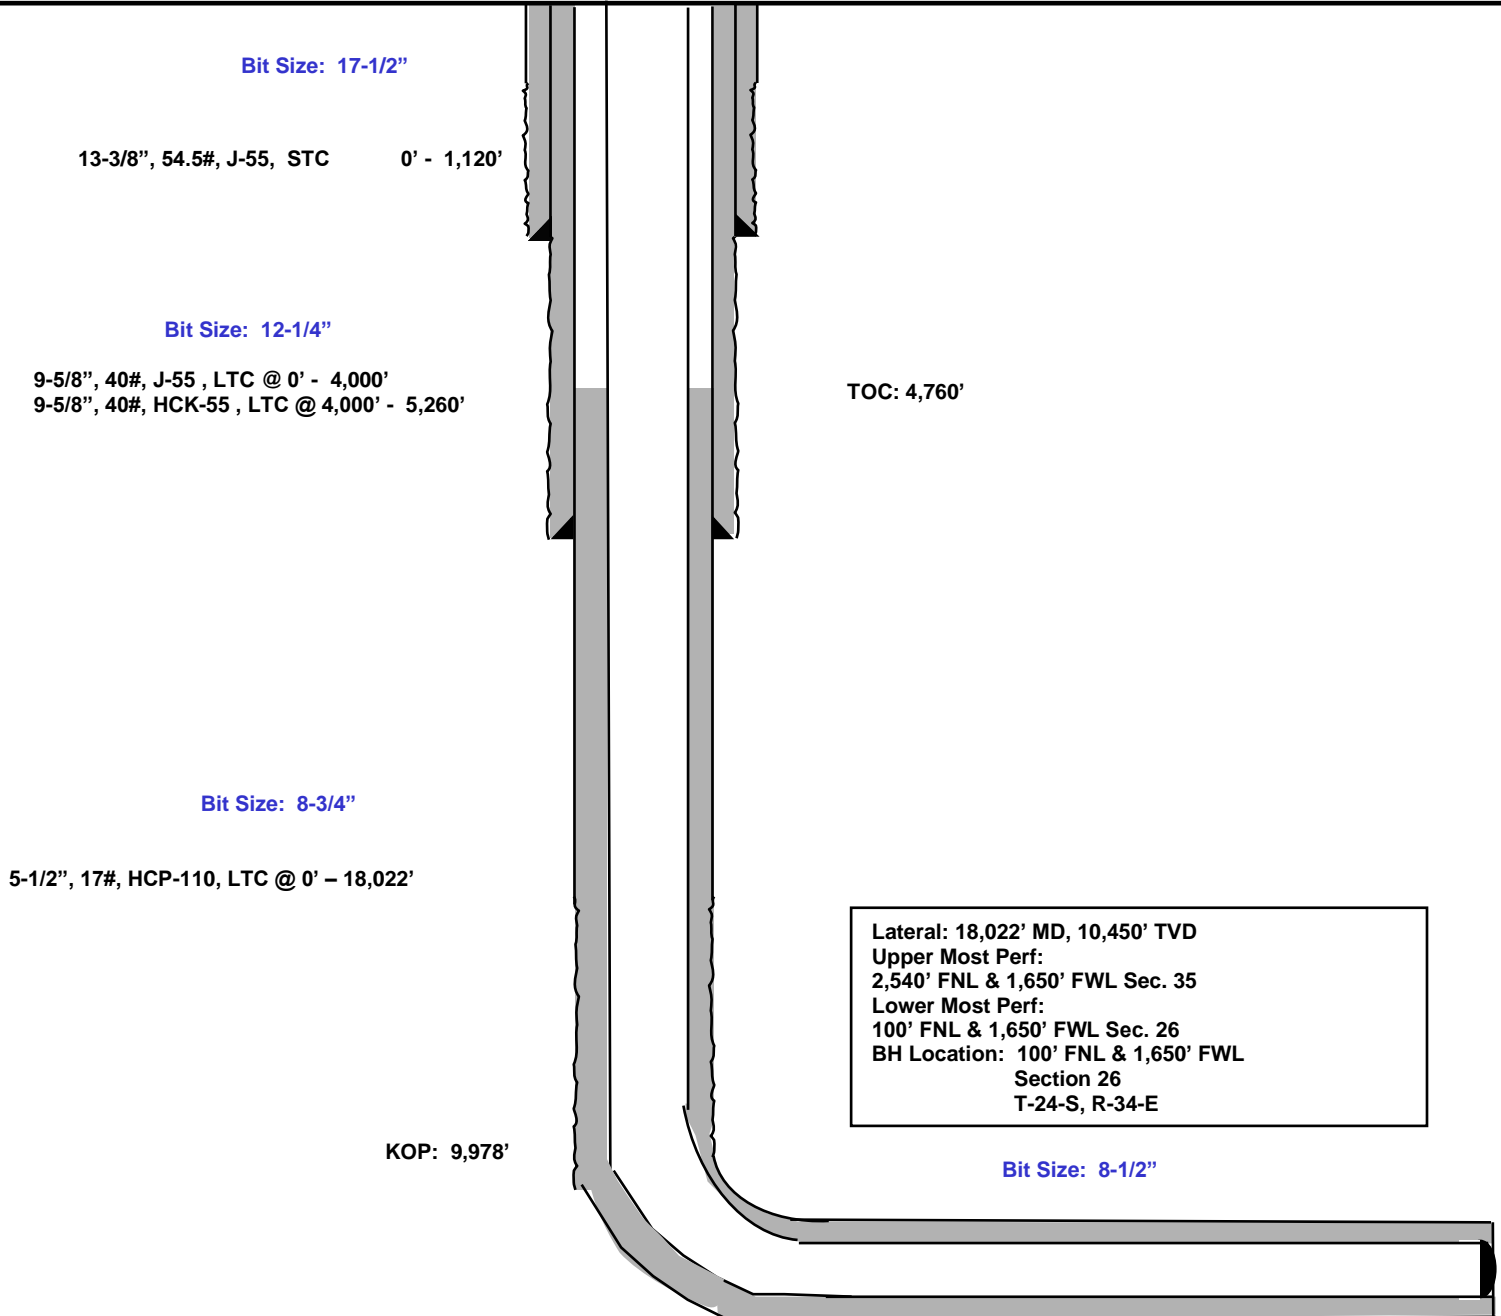 Bit Size: 17-1/2”
13-3/8”, 54.5#, J-55, STC 0’ - 1,120’
Bit Size: 12-1/4”
9-5/8”, 40#, J-55 , LTC @ 0’ - 4,000’
9-5/8”, 40#, HCK-55 , LTC @ 4,000’ - 5,260’
TOC: 4,760’
Bit Size: 8-3/4”
5-1/2”, 17#, HCP-110, LTC @ 0’ – 18,022’
Lateral: 18,022’ MD, 10,450’ TVD
Upper Most Perf:
2,540’ FNL & 1,650’ FWL Sec. 35
Lower Most Perf:
100’ FNL & 1,650’ FWL Sec. 26
BH Location: 100’ FNL & 1,650’ FWL
Section 26
T-24-S, R-34-E
KOP: 9,978’
Bit Size: 8-1/2”